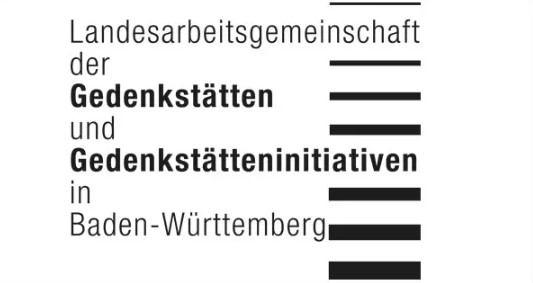 Landesarbeitsgemeinschaft
der
Gedenkstätten
und
Gedenkstätteninitiativen
in
Baden-Württemberg